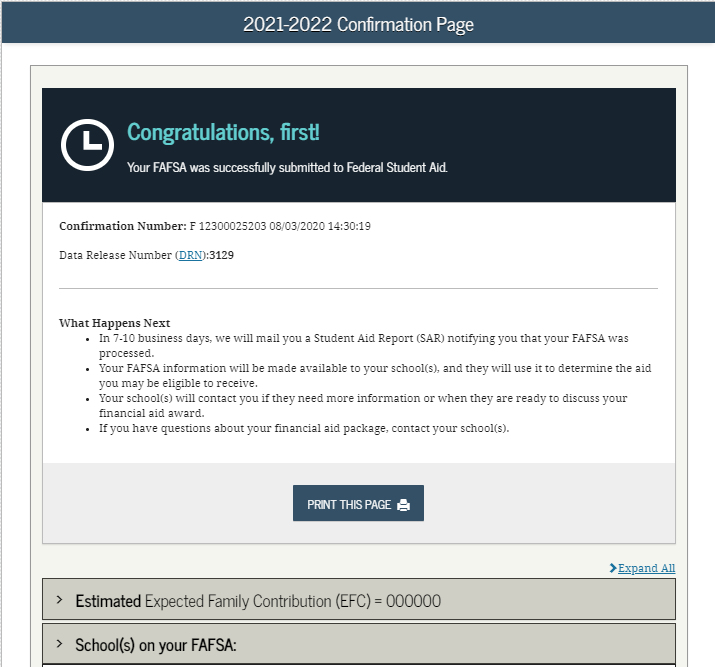 2021-2022 Confirmation Page
Congratulations, first!
Your FAFSA was successfully submitted to Federal Student Aid.
Confirmation Number: F 12300025203 08/03/2020 14:30:19
Data Release Number (DRN):3129
What Happens Next
• In 7-10 business days, we will mail you a Student Aid Report (SAR) notifying you that your FAFSA was
processed.
• Your FAFSA information will be made available to your school(s), and they will use it to determine the aid
you may be eligible to receive.
• Your school(s) will contact you if they need more information or when they are ready to discuss your
financial aid award.
• If you have questions about your financial aid package, contact your school(s).
PRINT THIS PAGE
Expand All
Estimated Expected Family Contribution (EFC) = 000000
School(s) on your FAFSA: